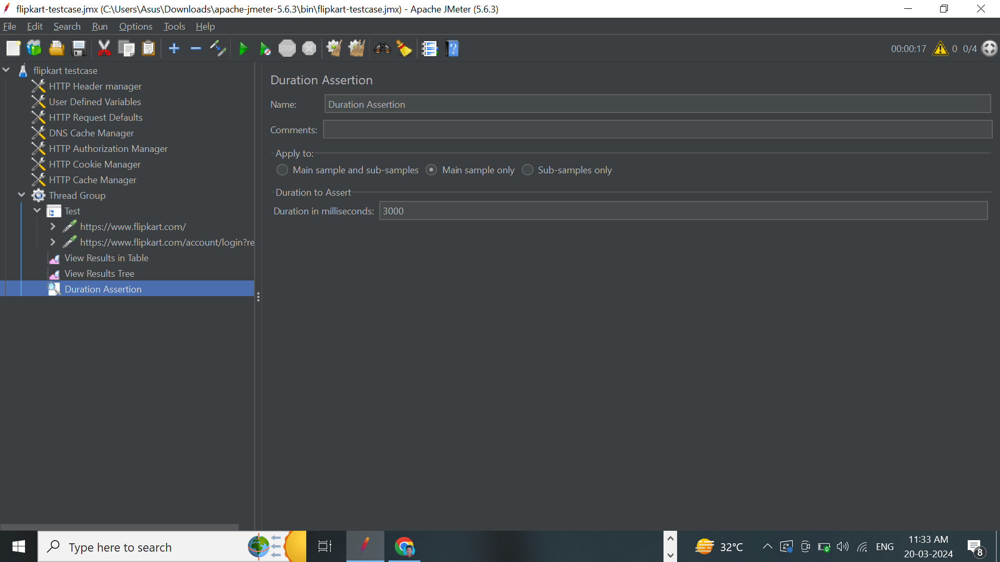 flipkart-testcase.jmx (C:\Users\Asus\Downloads\apache-jmeter-5.6.3\bin\flipkart-testcase.jmx) - Apache JMeter (5.6.3)
File Edit Search Run Options Tools Help
STOP
00:00:17 0 0/4
flipkart testcase
HTTP Header manager
User Defined Variables
HTTP Request Defaults
DNS Cache Manager
HTTP Authorization Manager
HTTP Cookie Manager
HTTP Cache Manager
Thread Group
Test
https://www.flipkart.com/
https://www.flipkart.com/account/login?re
View Results in Table
View Results Tree
Duration Assertion
Duration Assertion
Name: Duration Assertion
Comments:
Apply to:
Main sample and sub-samples Main sample only Sub-samples only
Duration to Assert
Duration in milliseconds: 3000
Type here to search
32°C
ENG
11:33 AM
20-03-2024
8